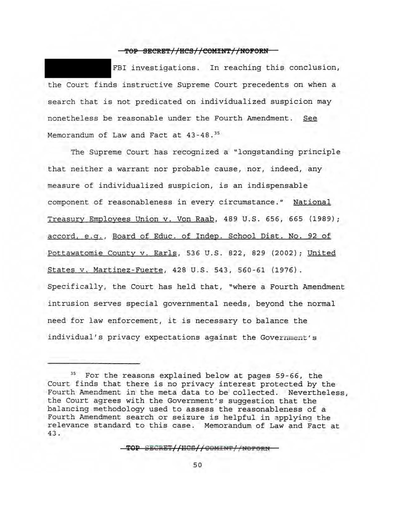 TOP SECRET//HCS//COMINT//NOFORN
FBI investigations. In reaching this conclusion,
the Court finds instructive Supreme Court precedents on when a
search that is not predicated on individualized suspicion may
nonetheless be reasonable under the Fourth Amendment. See
Memorandum of Law and Fact at 43-48.35
The Supreme Court has recognized a "longstanding principle
that neither a warrant nor probable cause, nor, indeed, any
measure of individualized suspicion, is an indispensable
component of reasonableness in every circumstance." National
Treasury Employees Union v. Von Raab, 489 U.S. 656, 665 (1989);
accord, e.g., Board of Educ. of Indep. School Dist. No. 92 of
Pottawatomie County v. Earls, 536 U.S. 822, 829 (2002); United
States v. Martinez-Fuerte, 428 U.S. 543, 560-61 (1976).
Specifically, the Court has held that, "where a Fourth Amendment
intrusion serves special governmental needs, beyond the normal
need for law enforcement, it is necessary to balance the
individual's privacy expectations against the Government's
35 For the reasons explained below at pages 59-66, the
Court finds that there is no privacy interest protected by the
Fourth Amendment in the meta data to be collected. Nevertheless,
the Court agrees with the Government's suggestion that the
balancing methodology used to assess the reasonableness of a
Fourth Amendment search or seizure is helpful in applying the
relevance standard to this case. Memorandum of Law and Fact at
43.
TOP SECRET//HCS//COMINT//NOFORN
50